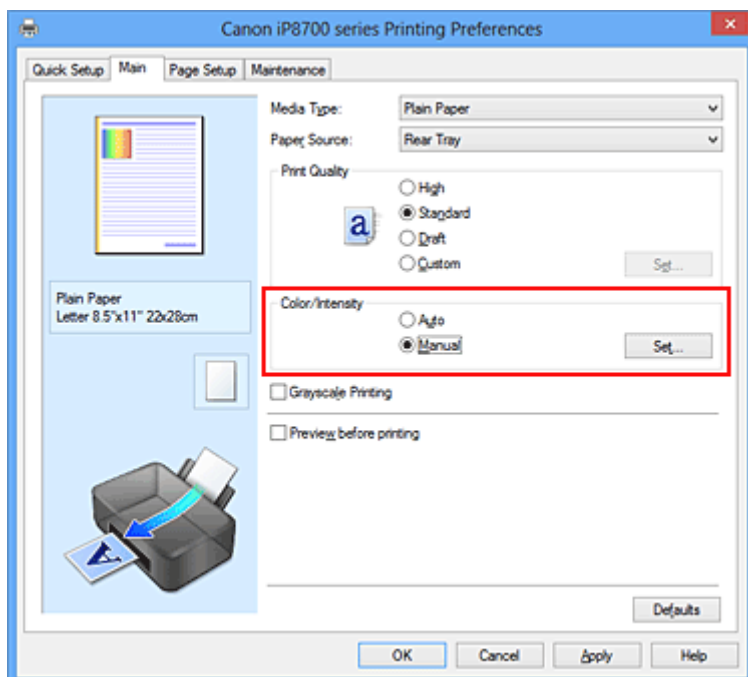 Canon iP8700 series Printing Preferences
Quick Setup Main Page Setup Maintenance
Media Type: Plain Paper
Paper Source: Rear Tray
Print Quality
High
a Standard
Draft
Custom Set...
Plain Paper
Letter 8.5"x11" 22x28cm
Color/Intensity
Auto
Manual Set...
Grayscale Printing
Preview before printing
A
Defaults
OK Cancel Apply Help